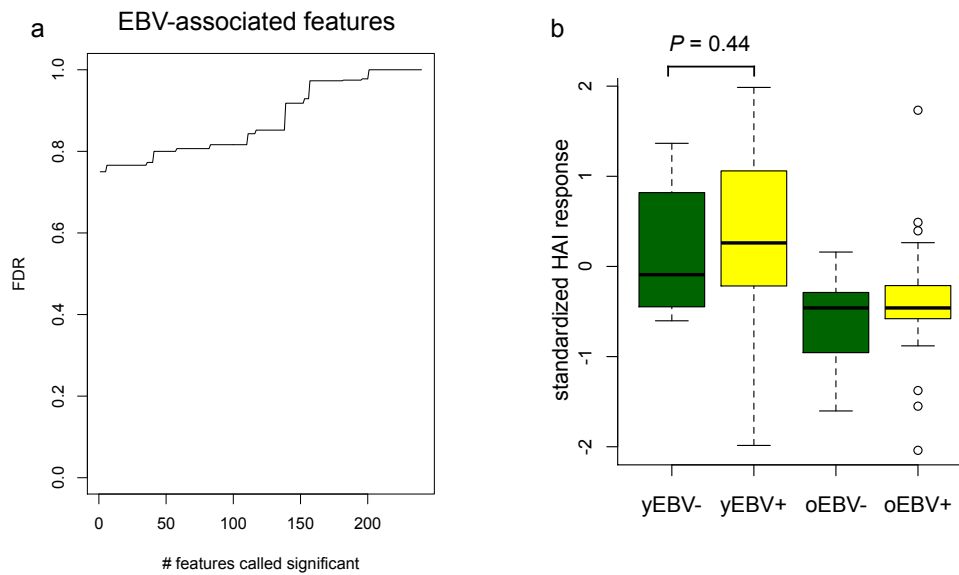 a
EBV-associated features
FDR
1.0
0.8
0.6
0.4
0.2
0.0
0 50 100 150 200
# features called significant
b
P = 0.44
standardized HAI response
2
1
0
-1
-2
yEBV- yEBV+ oEBV- oEBV+